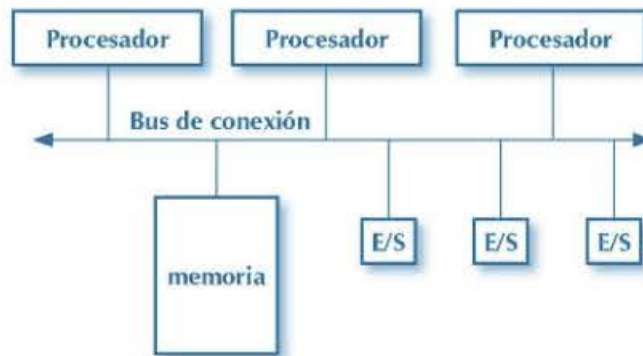 Procesador
Procesador
Procesador
Bus de conexión
memoria
E/S
E/S
E/S